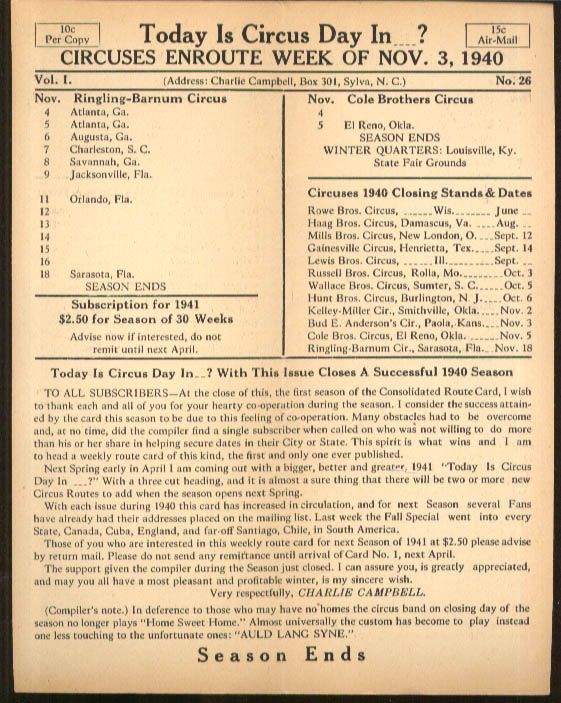 10c
Per Copy
Today Is Circus Day In___?
15c
Air-Mail
CIRCUSES ENROUTE WEEK OF NOV. 3, 1940
Vol. I.
(Address: Charlie Campbell, Box 301, Sylva, N. C.)
No. 26
Nov. Ringling-Barnum Circus
4 Atlanta, Ga.
5 Atlanta, Ga.
6 Augusta, Ga.
7 Charleston, S. C.
8 Savannah, Ga.
9 Jacksonville, Fla.
11 Orlando, Fla.
12
13
14
15
16
18 Sarasota, Fla.
SEASON ENDS
Subscription for 1941
$2.50 for Season of 30 Weeks
Advise now if interested, do not
remit until next April.
Nov. Cole Brothers Circus
4
5 El Reno, Okla.
SEASON ENDS
WINTER QUARTERS: Louisville, Ky.
State Fair Grounds
Circuses 1940 Closing Stands & Dates
Rowe Bros. Circus, ______Wis.________ June __
Haag Bros. Circus, Damascus, Va. ____Aug. __
Mills Bros. Circus, New London, O. ___Sept. 12
Gainesville Circus, Henrietta, Tex.____Sept. 14
Lewis Bros. Circus, ______ Ill.________Sept. __
Russell Bros. Circus, Rolla, Mo.________Oct. 3
Wallace Bros. Circus, Sumter, S. C._____Oct. 5
Hunt Bros. Circus, Burlington, N. J.____Oct. 6
Kelley-Miller Cir., Smithville, Okla.____Nov. 2
Bud E. Anderson's Cir., Paola, Kans.___Nov. 3
Cole Bros. Circus, El Reno, Okla. ______Nov. 5
Ringling-Barnum Cir., Sarasota, Fla.__Nov. 18
Today Is Circus Day In___? With This Issue Closes A Successful 1940 Season
TO ALL SUBSCRIBERS—At the close of this, the first season of the Consolidated Route Card, I wish
to thank each and all of you for your hearty co-operation during the season. I consider the success attain-
ed by the card this season to be due to this feeling of co-operation. Many obstacles had to be overcome
and, at no time, did the compiler find a single subscriber when called on who was not willing to do more
than his or her share in helping secure dates in their City or State. This spirit is what wins and I am
to head a weekly route card of this kind, the first and only one ever published.
Next Spring early in April I am coming out with a bigger, better and greater, 1941 "Today Is Circus
Day In ___?" With a three cut heading, and it is almost a sure thing that there will be two or more new
Circus Routes to add when the season opens next Spring.
With each issue during 1940 this card has increased in circulation, and for next Season several Fans
have already had their addresses placed on the mailing list. Last week the Fall Special went into every
State, Canada, Cuba, England, and far-off Santiago, Chile, in South America.
Those of you who are interested in this weekly route card for next Season of 1941 at $2.50 please advise
by return mail. Please do not send any remittance until arrival of Card No. 1, next April.
The support given the compiler during the Season just closed. I can assure you, is greatly appreciated,
and may you all have a most pleasant and profitable winter, is my sincere wish.
Very respectfully, CHARLIE CAMPBELL.
(Compiler's note.) In deference to those who may have no homes the circus band on closing day of the
season no longer plays "Home Sweet Home." Almost universally the custom has become to play instead
one less touching to the unfortunate ones: "AULD LANG SYNE."
Season Ends